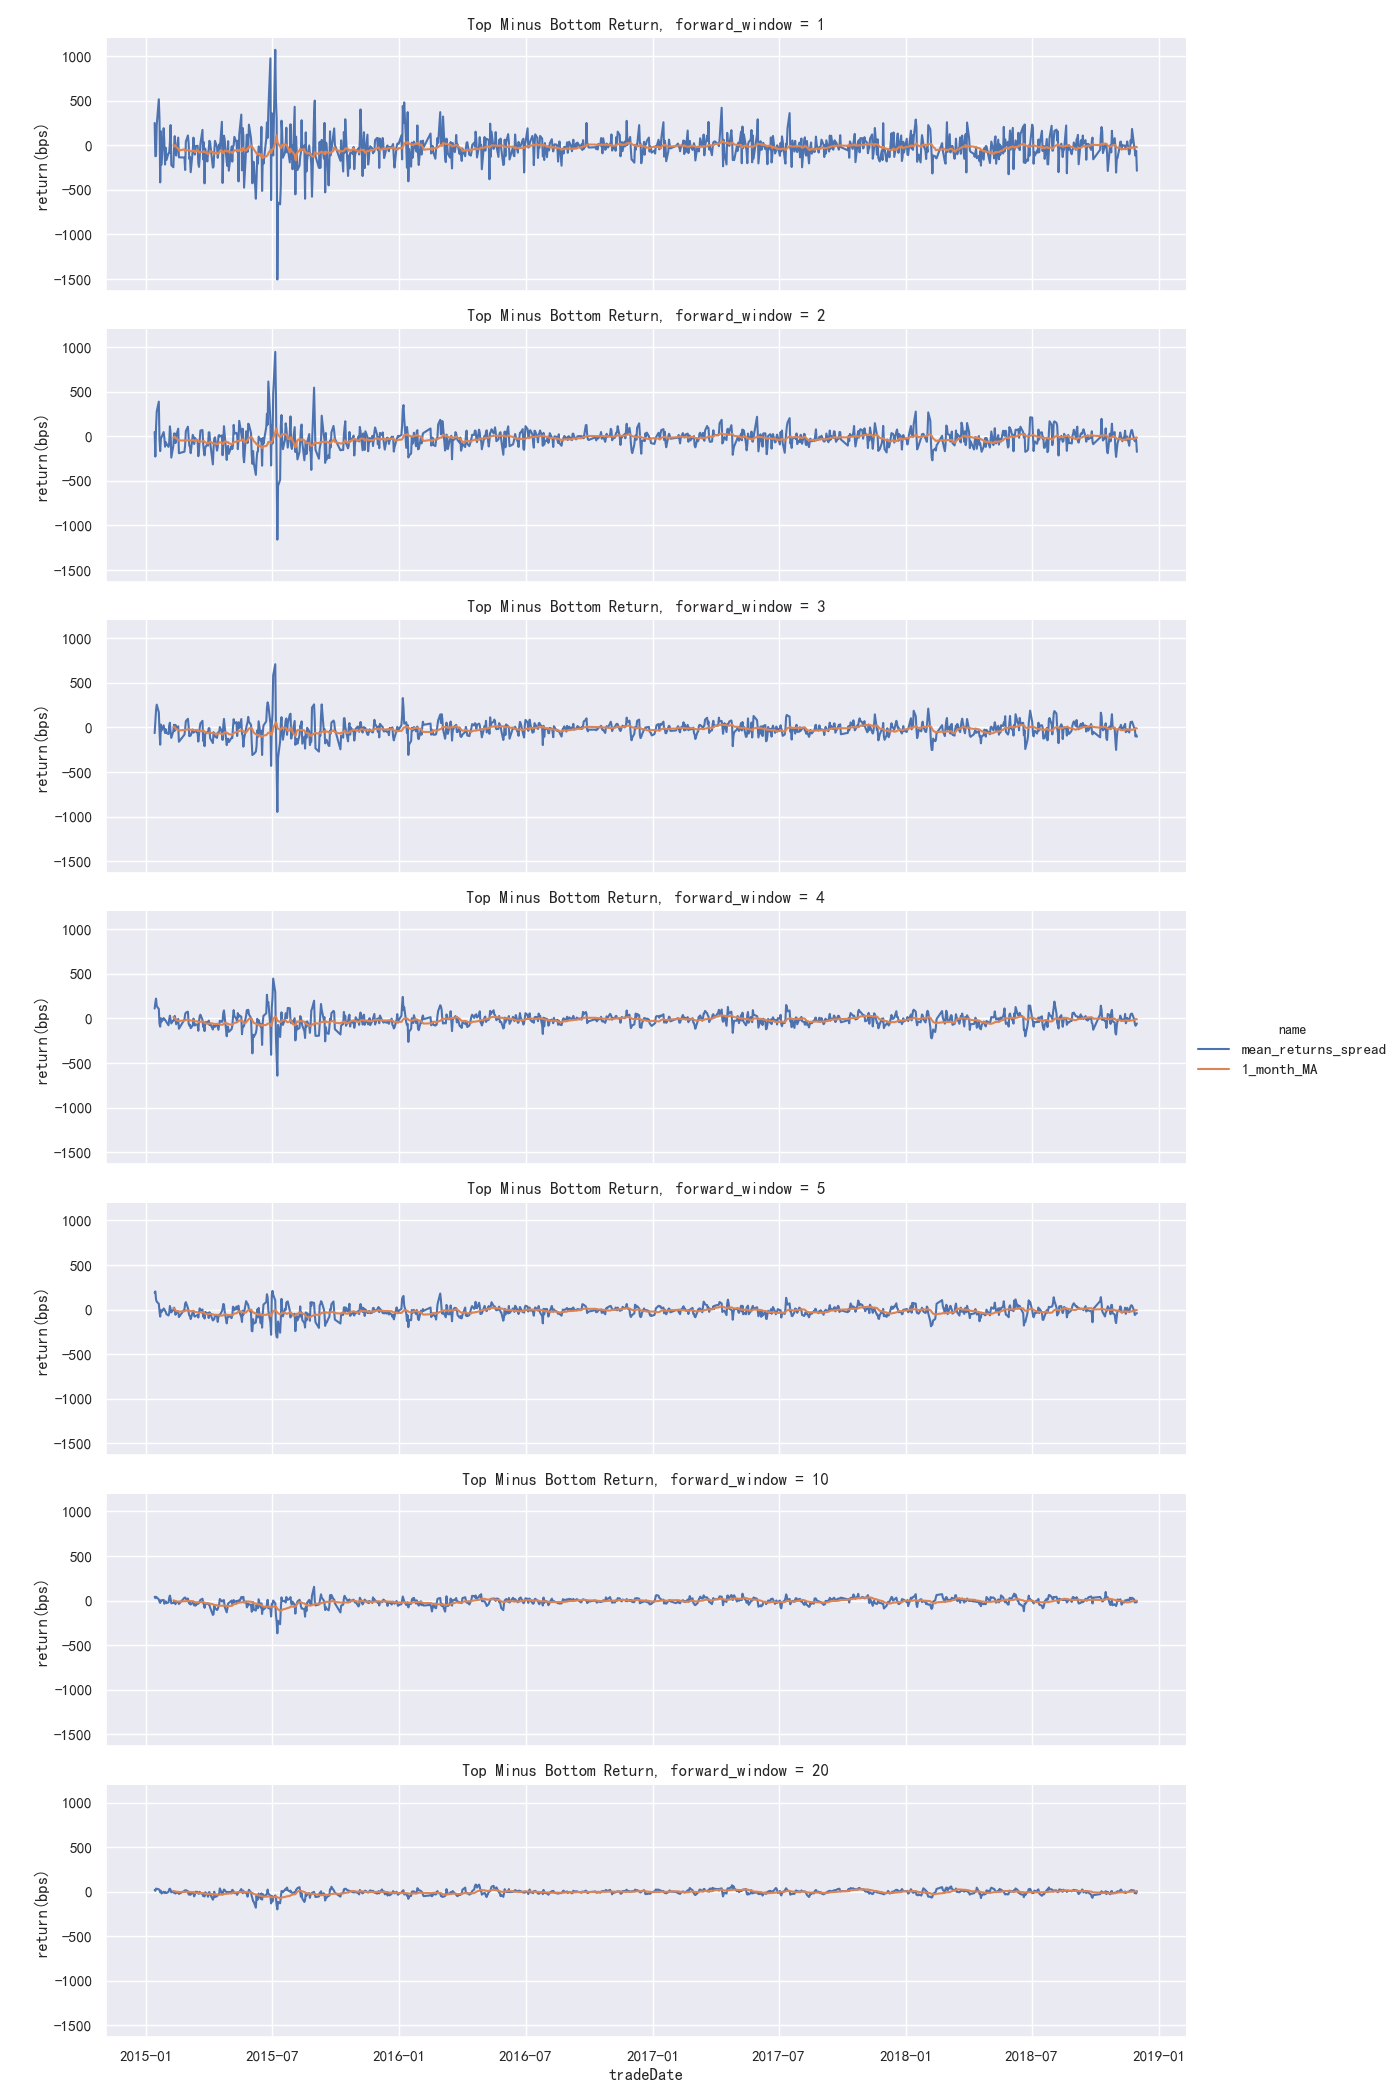 Top Minus Bottom Return, forward_window = 1
1000
500
0
−500
−1000
−1500
return(bps)
Top Minus Bottom Return, forward_window = 2
1000
500
0
−500
−1000
−1500
return(bps)
Top Minus Bottom Return, forward_window = 3
1000
500
0
−500
−1000
−1500
return(bps)
Top Minus Bottom Return, forward_window = 4
1000
500
0
−500
−1000
−1500
return(bps)
name
mean_returns_spread
1_month_MA
Top Minus Bottom Return, forward_window = 5
1000
500
0
−500
−1000
−1500
return(bps)
Top Minus Bottom Return, forward_window = 10
1000
500
0
−500
−1000
−1500
return(bps)
Top Minus Bottom Return, forward_window = 20
1000
500
0
−500
−1000
−1500
return(bps)
2015−01 2015−07 2016−01 2016−07 2017−01 2017−07 2018−01 2018−07 2019−01
tradeDate